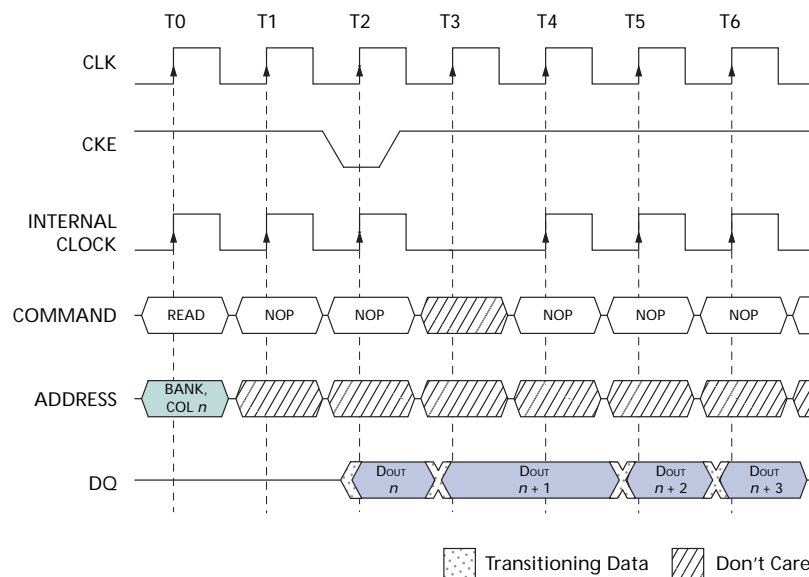 T0 T1 T2 T3 T4 T5 T6
CLK
CKE
INTERNAL
CLOCK
COMMAND READ NOP NOP NOP NOP NOP
ADDRESS BANK,
COL n
DQ DOUT DOUT DOUT DOUT
n n + 1 n + 2 n + 3
Transitioning Data Don't Care